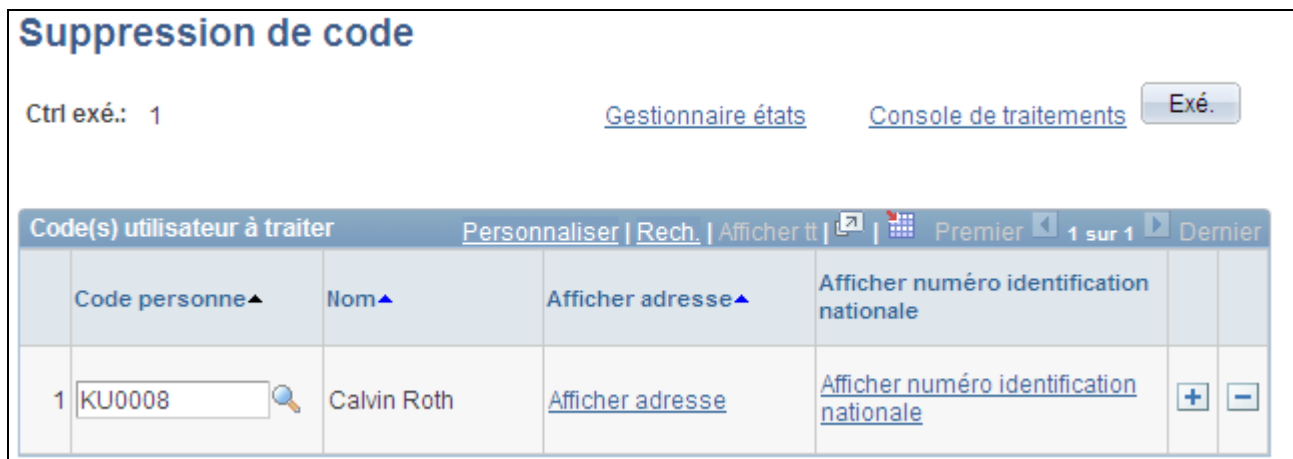 Suppression de code
Ctrl exé.: 1 Gestionnaire états Console de traitements Exé.
Code(s) utilisateur à traiter Personnaliser | Rech. | Afficher tt | | Premier 1 sur 1 Dernier
Code personne Nom Afficher adresse Afficher numéro identification
nationale
1 KU0008 Calvin Roth Afficher adresse Afficher numéro identification
nationale